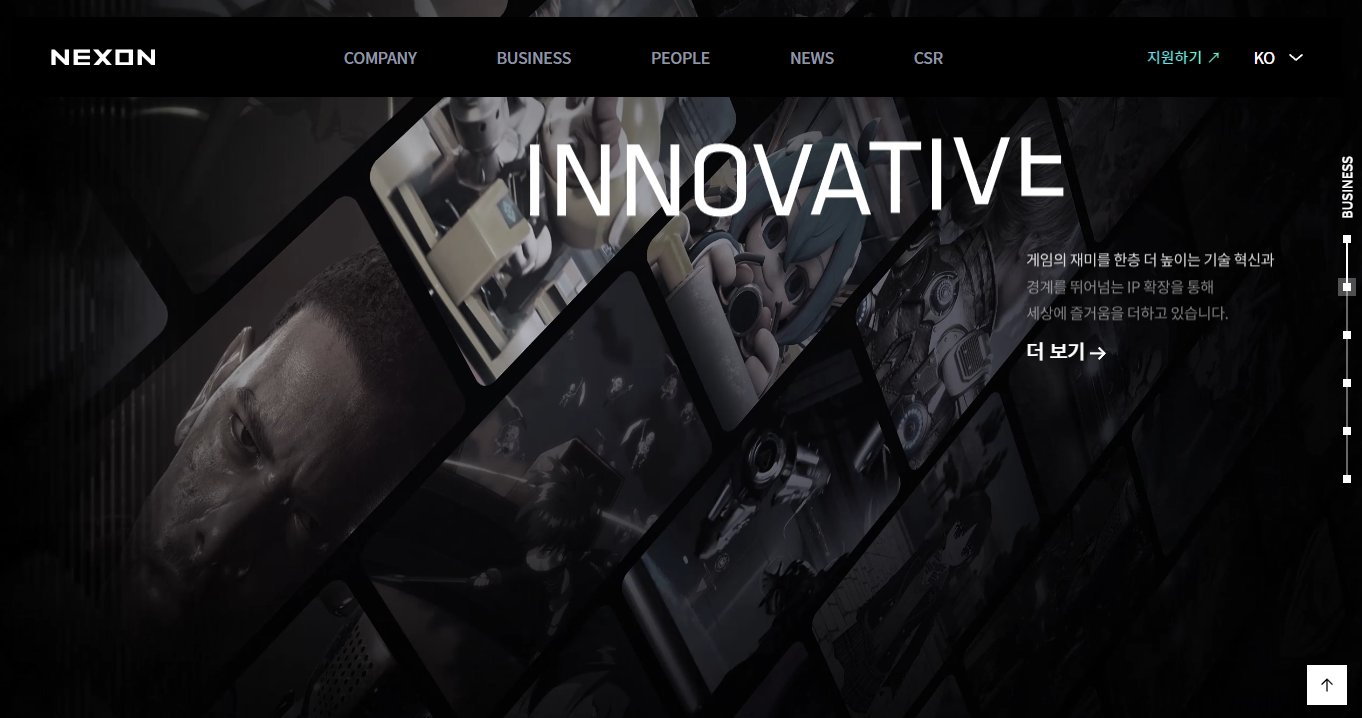 NEXON
COMPANY
BUSINESS
PEOPLE
NEWS
CSR
지원하기 ↗
KO
INNOVATIVE
BUSINESS
게임의 재미를 한층 더 높이는 기술 혁신과
경계를 뛰어넘는 IP 확장을 통해
세상에 즐거움을 더하고 있습니다.
더 보기 →